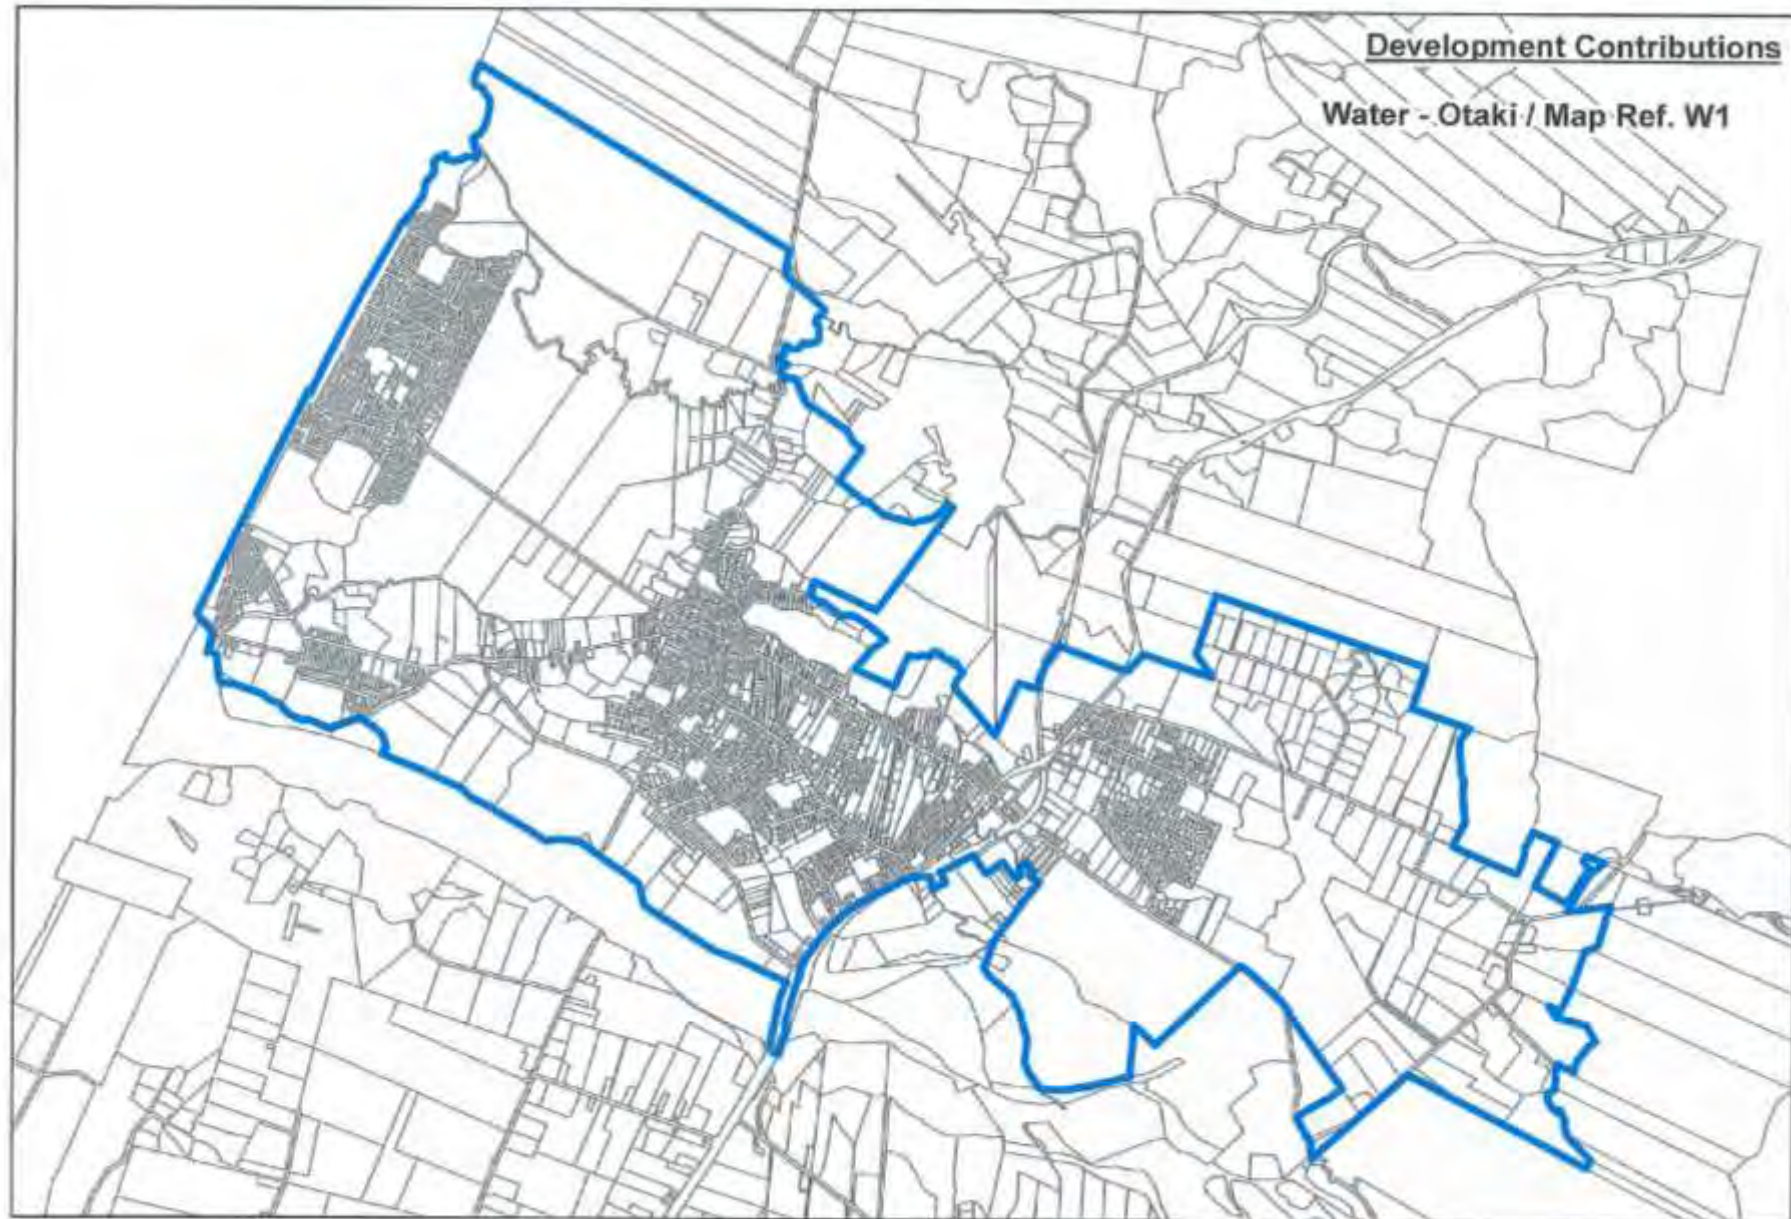 Development Contributions
Water - Otaki / Map Ref. W1